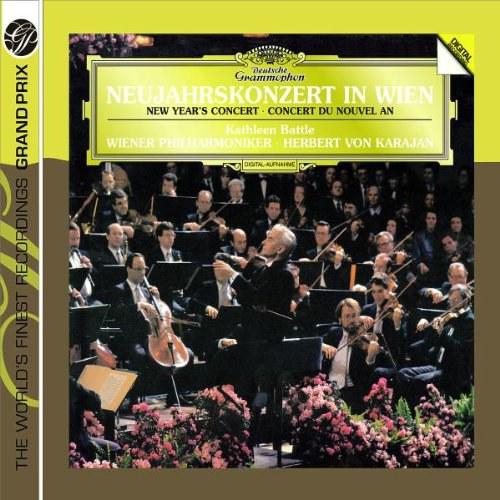 THE WORLD'S FINEST RECORDINGS GRAND PRIX
Deutsche
Grammophon
DIGITAL
NEUJAHRSKONZERT IN WIEN
NEW YEAR'S CONCERT · CONCERT DU NOUVEL AN
Kathleen Battle
WIENER PHILHARMONIKER · HERBERT VON KARAJAN
DIGITAL-AUFNAHME